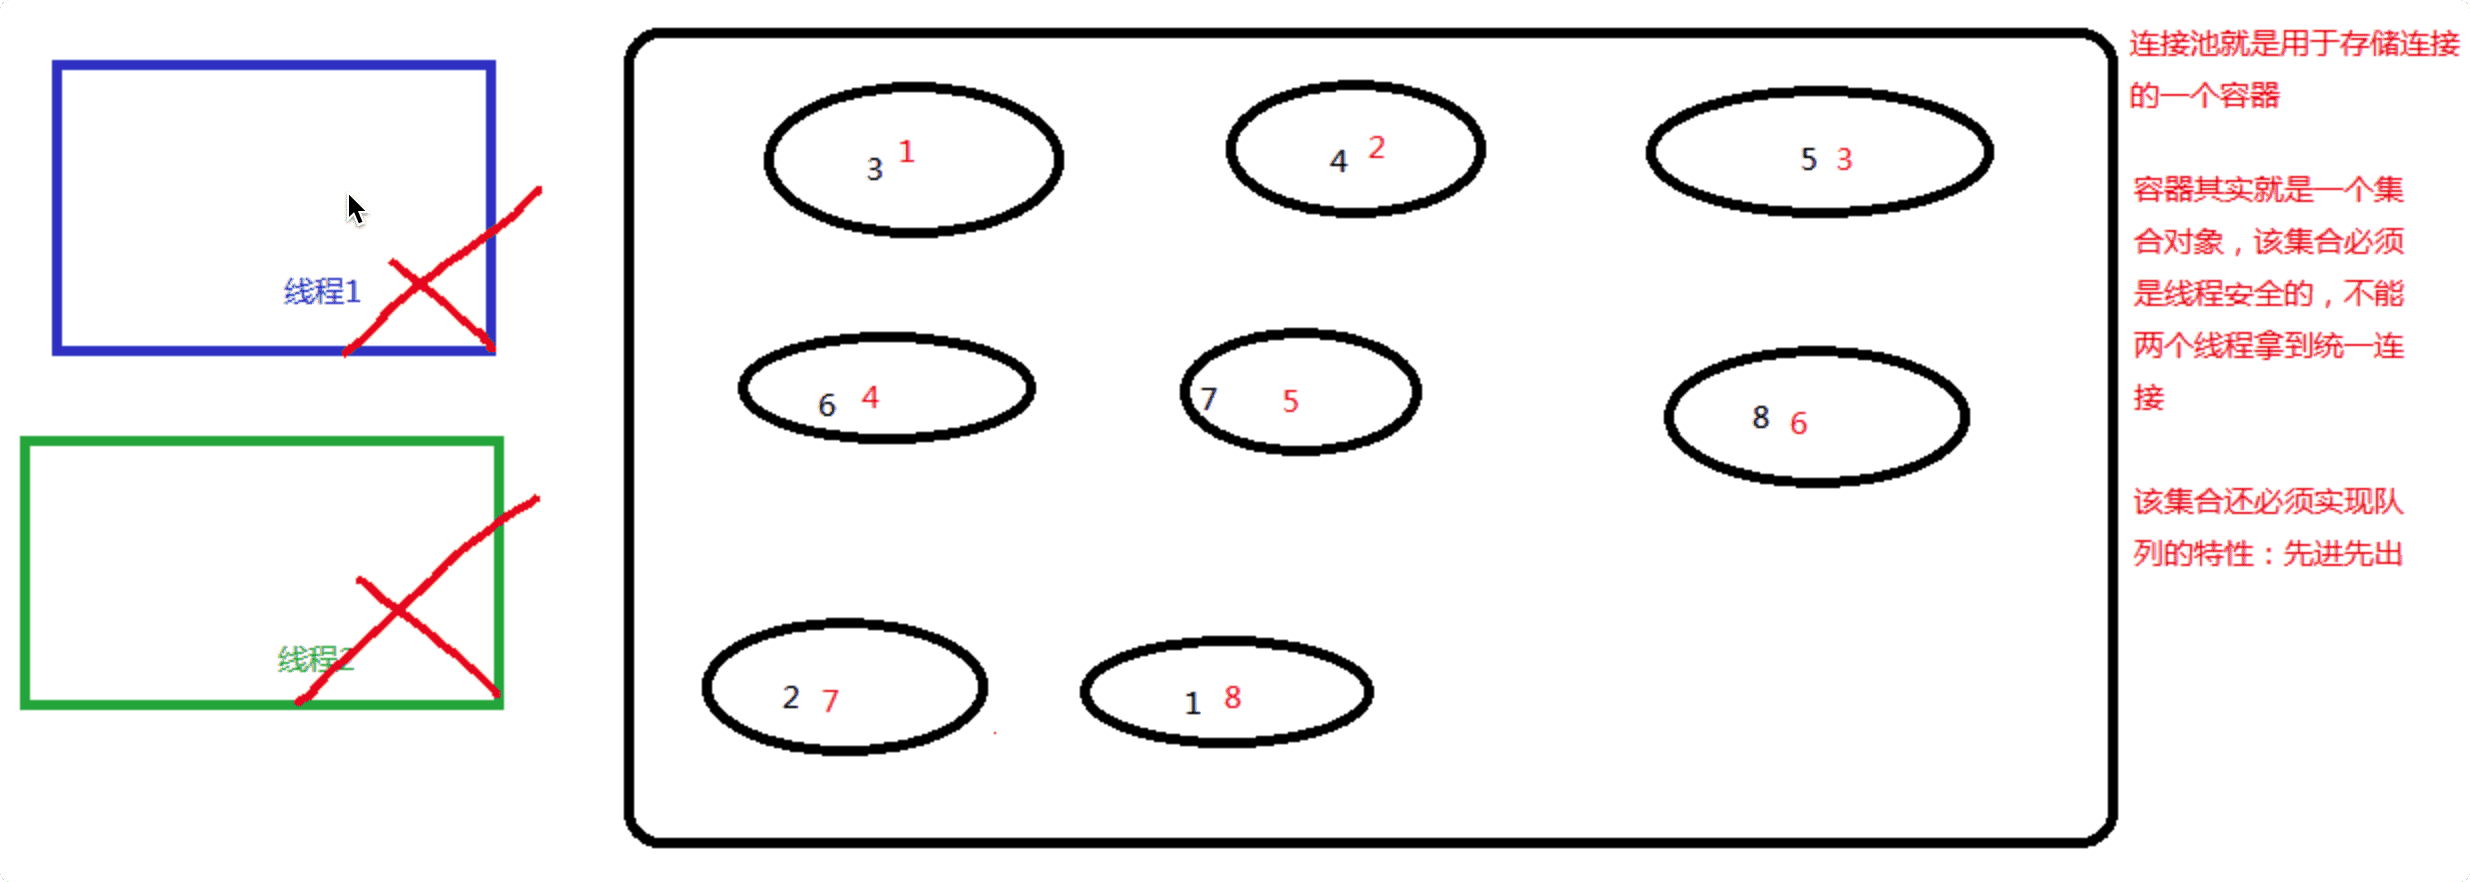 线程1
线程2
3 1
4 2
5 3
6 4
7 5
8 6
2 7
1 8
连接池就是用于存储连接
的一个容器
容器其实就是一个集
合对象，该集合必须
是线程安全的，不能
两个线程拿到统一连
接
该集合还必须实现队
列的特性：先进先出